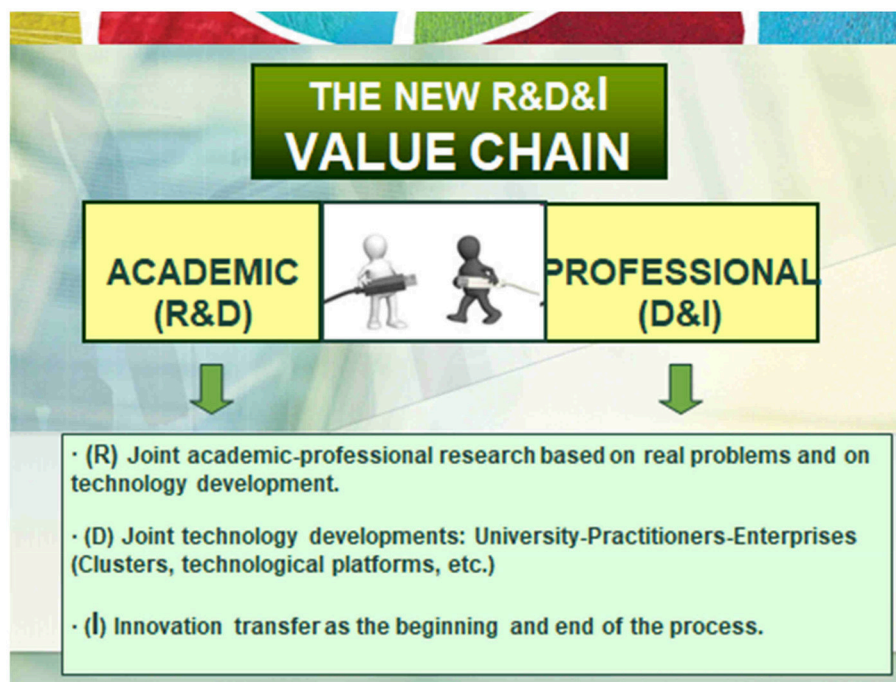 THE NEW R&D&I
VALUE CHAIN
ACADEMIC
(R&D)
PROFESSIONAL
(D&I)
· (R) Joint academic-professional research based on real problems and on
technology development.
· (D) Joint technology developments: University-Practitioners-Enterprises
(Clusters, technological platforms, etc.)
· (I) Innovation transfer as the beginning and end of the process.